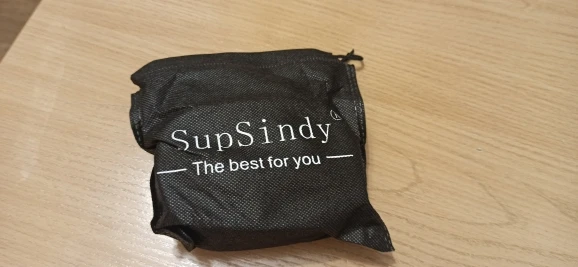 SupSindy®
The best for you